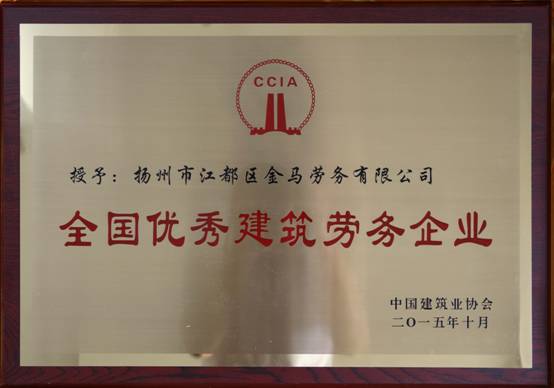 CCIA
授予：扬州市江都区金马劳务有限公司
全国优秀建筑劳务企业
中国建筑业协会
二〇一五年十月